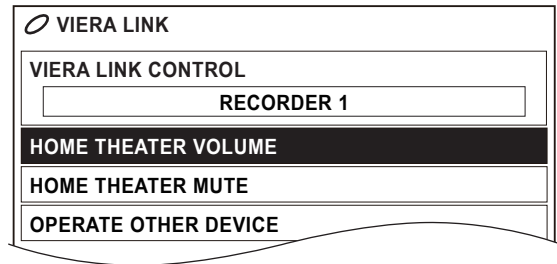 VIERA LINK
VIERA LINK CONTROL
RECORDER 1
HOME THEATER VOLUME
HOME THEATER MUTE
OPERATE OTHER DEVICE